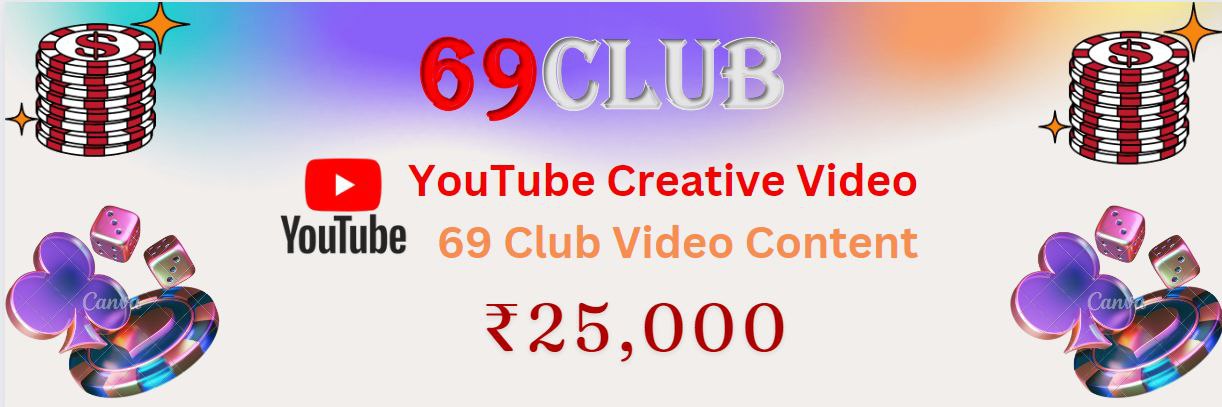 69CLUB
YouTube Creative Video
YouTube
69 Club Video Content
₹25,000
$
$
Canva
Canva